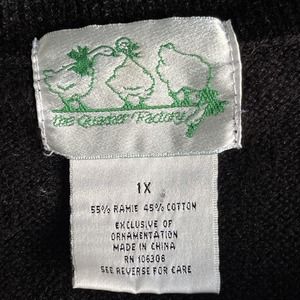 the Quacker Factory
1X
55% RAMIE 45% COTTON
EXCLUSIVE OF
ORNAMENTATION
MADE IN CHINA
RN 106306
SEE REVERSE FOR CARE